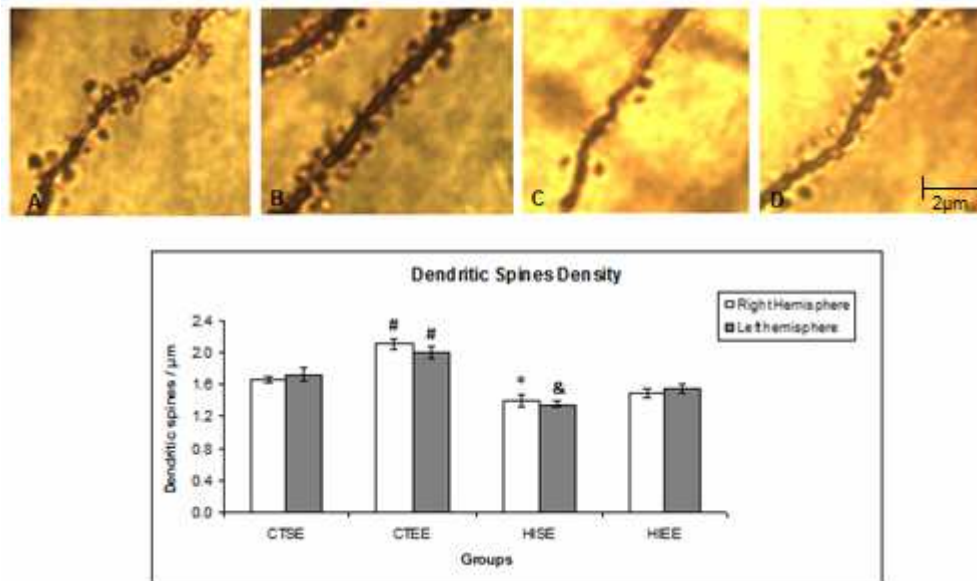 A B C D
2µm
Dendritic Spines Density
Right Hemisphere
Left hemisphere
Dendritic spines / µm
2.4
2.0
1.6
1.2
0.8
0.4
0.0
# # * &
CTSE CTEE HISE HIEE
Groups